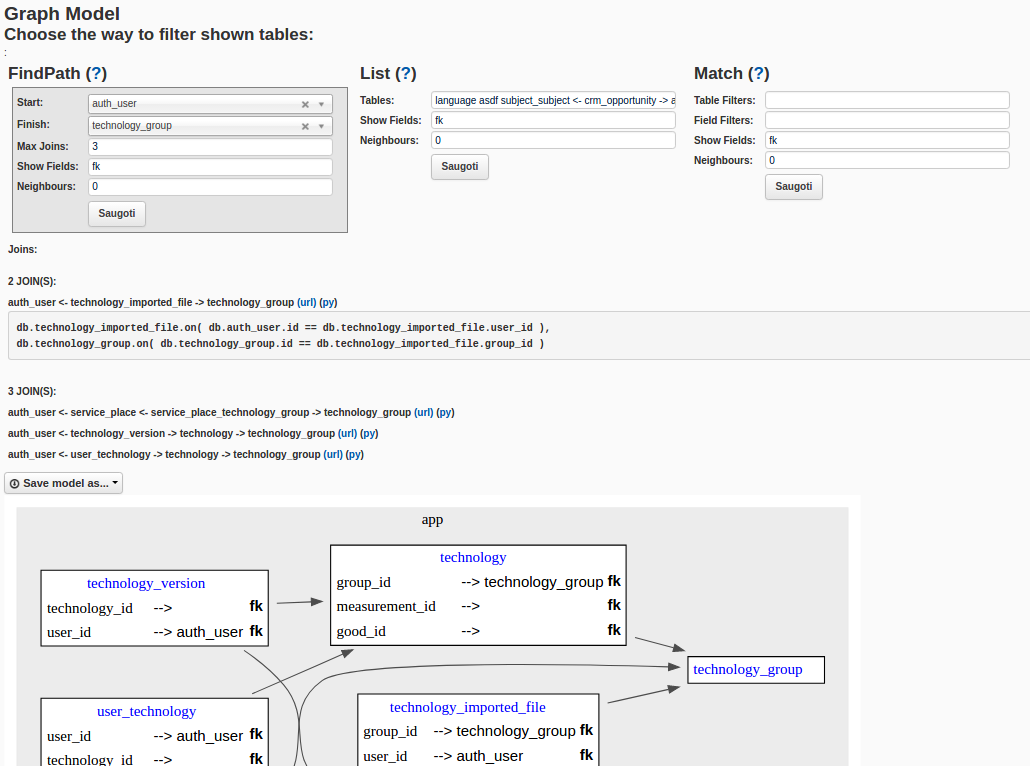 Graph Model
Choose the way to filter shown tables:
:
FindPath (?)
Start: auth_user
Finish: technology_group
Max Joins: 3
Show Fields: fk
Neighbours: 0
Saugoti
List (?)
Tables: language asdf subject_subject <- crm_opportunity -> a
Show Fields: fk
Neighbours: 0
Saugoti
Match (?)
Table Filters:
Field Filters:
Show Fields: fk
Neighbours: 0
Saugoti
Joins:
2 JOIN(S):
auth_user <- technology_imported_file -> technology_group (url) (py)
db.technology_imported_file.on( db.auth_user.id == db.technology_imported_file.user_id ),
db.technology_group.on( db.technology_group.id == db.technology_imported_file.group_id )
3 JOIN(S):
auth_user <- service_place <- service_place_technology_group -> technology_group (url) (py)
auth_user <- technology_version -> technology -> technology_group (url) (py)
auth_user <- user_technology -> technology -> technology_group (url) (py)
Save model as...
app
technology_version
technology_id --> fk
user_id --> auth_user fk
technology
group_id --> technology_group fk
measurement_id --> fk
good_id --> fk
technology_group
user_technology
user_id --> auth_user fk
technology_id --> fk
technology_imported_file
group_id --> technology_group fk
user_id --> auth_user fk